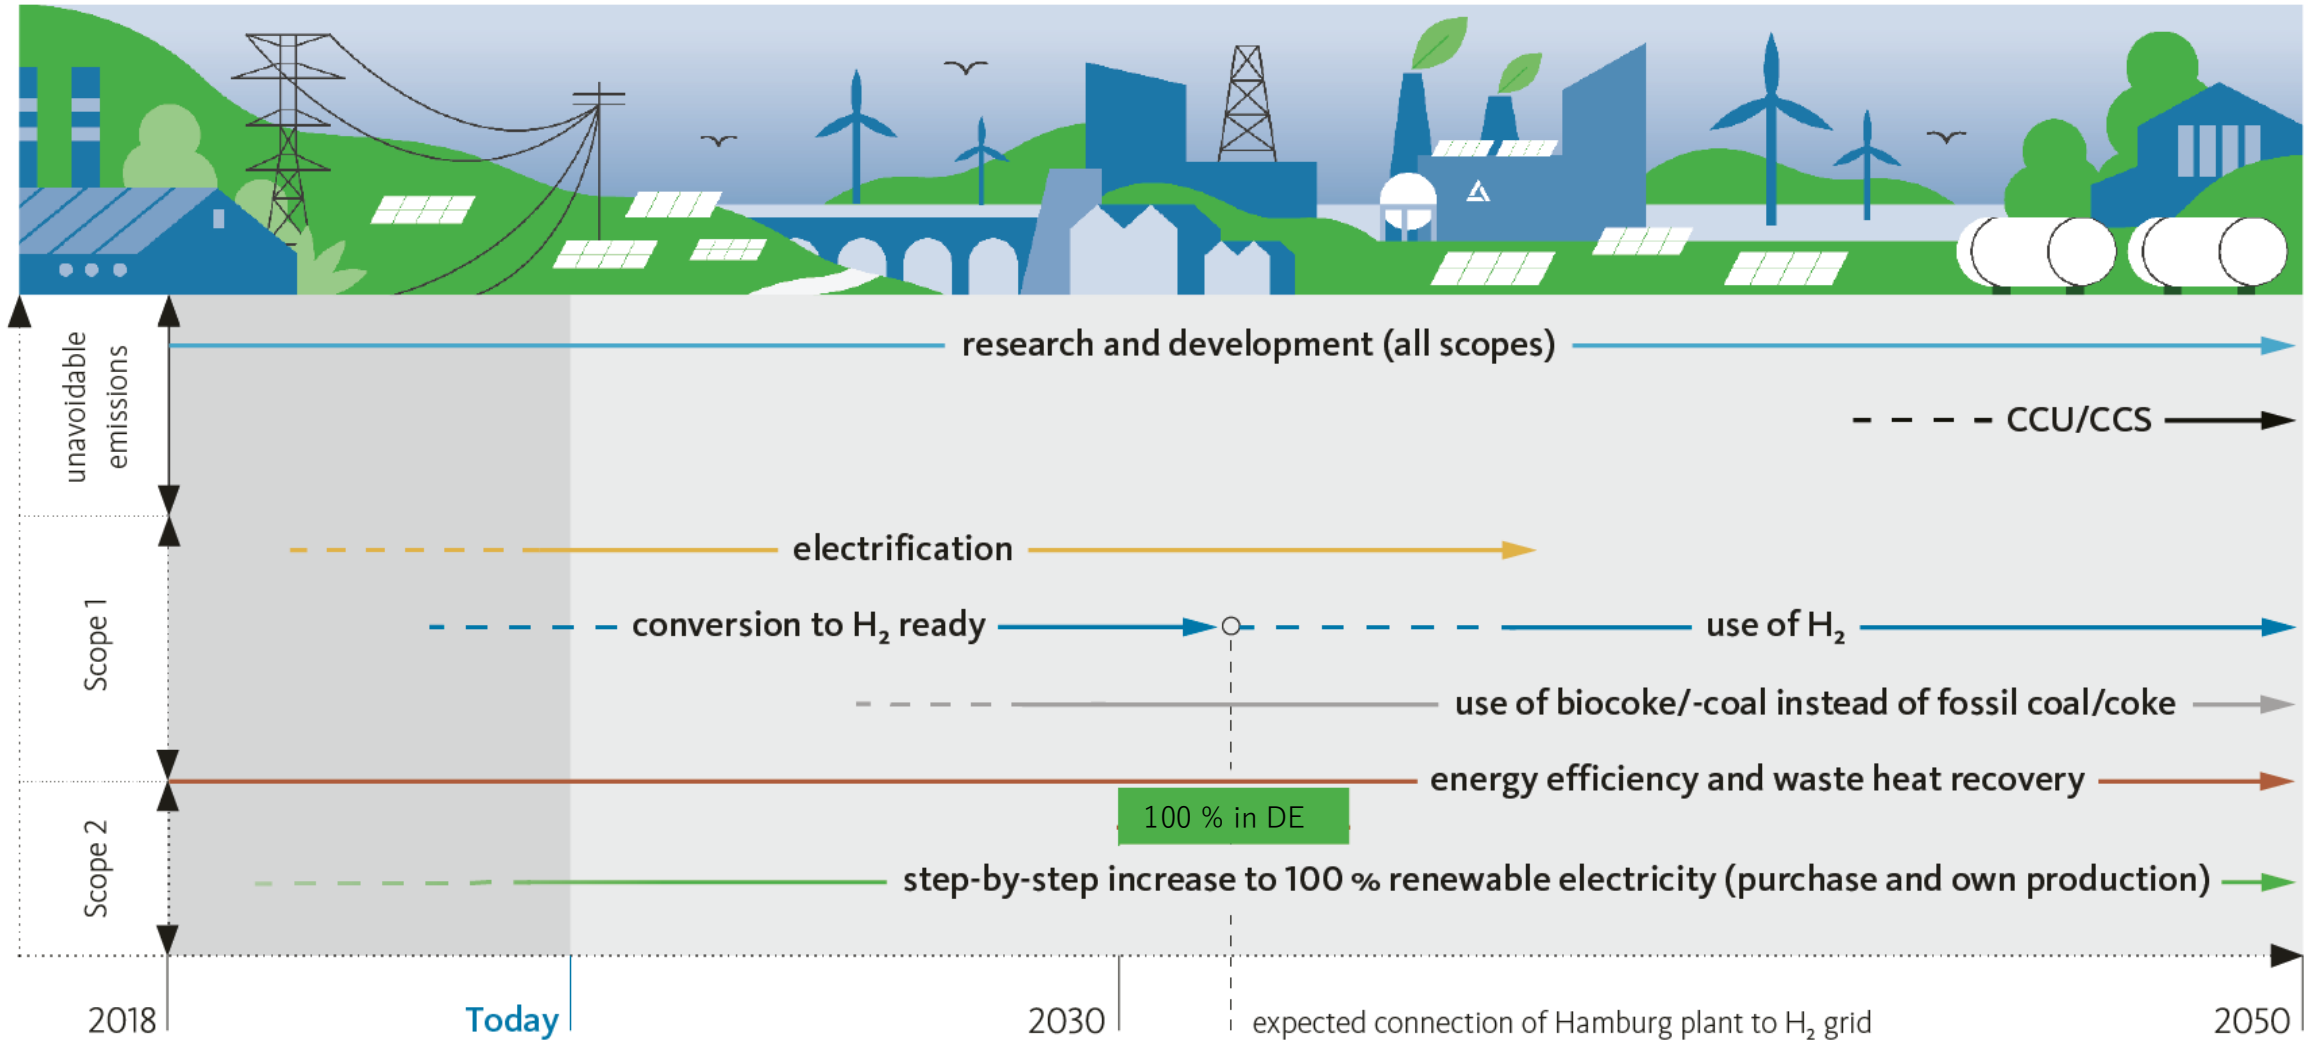 unavoidable
emissions
research and development (all scopes)
CCU/CCS
Scope 1
electrification
conversion to H₂ ready
use of H₂
use of biocoke/-coal instead of fossil coal/coke
energy efficiency and waste heat recovery
Scope 2
100 % in DE
step-by-step increase to 100 % renewable electricity (purchase and own production)
2018
Today
2030
expected connection of Hamburg plant to H₂ grid
2050